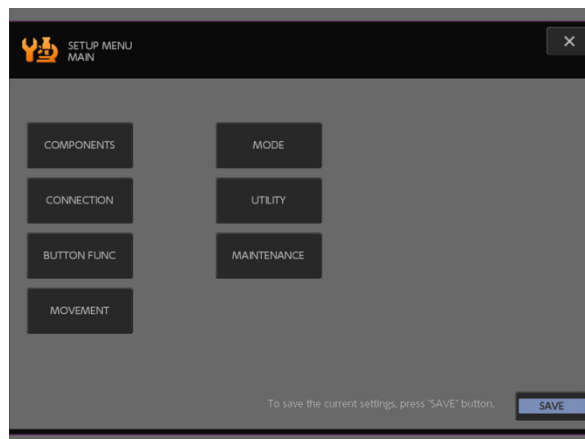 SETUP MENU
MAIN
COMPONENTS
MODE
CONNECTION
UTILITY
BUTTON FUNC
MAINTENANCE
MOVEMENT
To save the current settings, press "SAVE" button.
SAVE